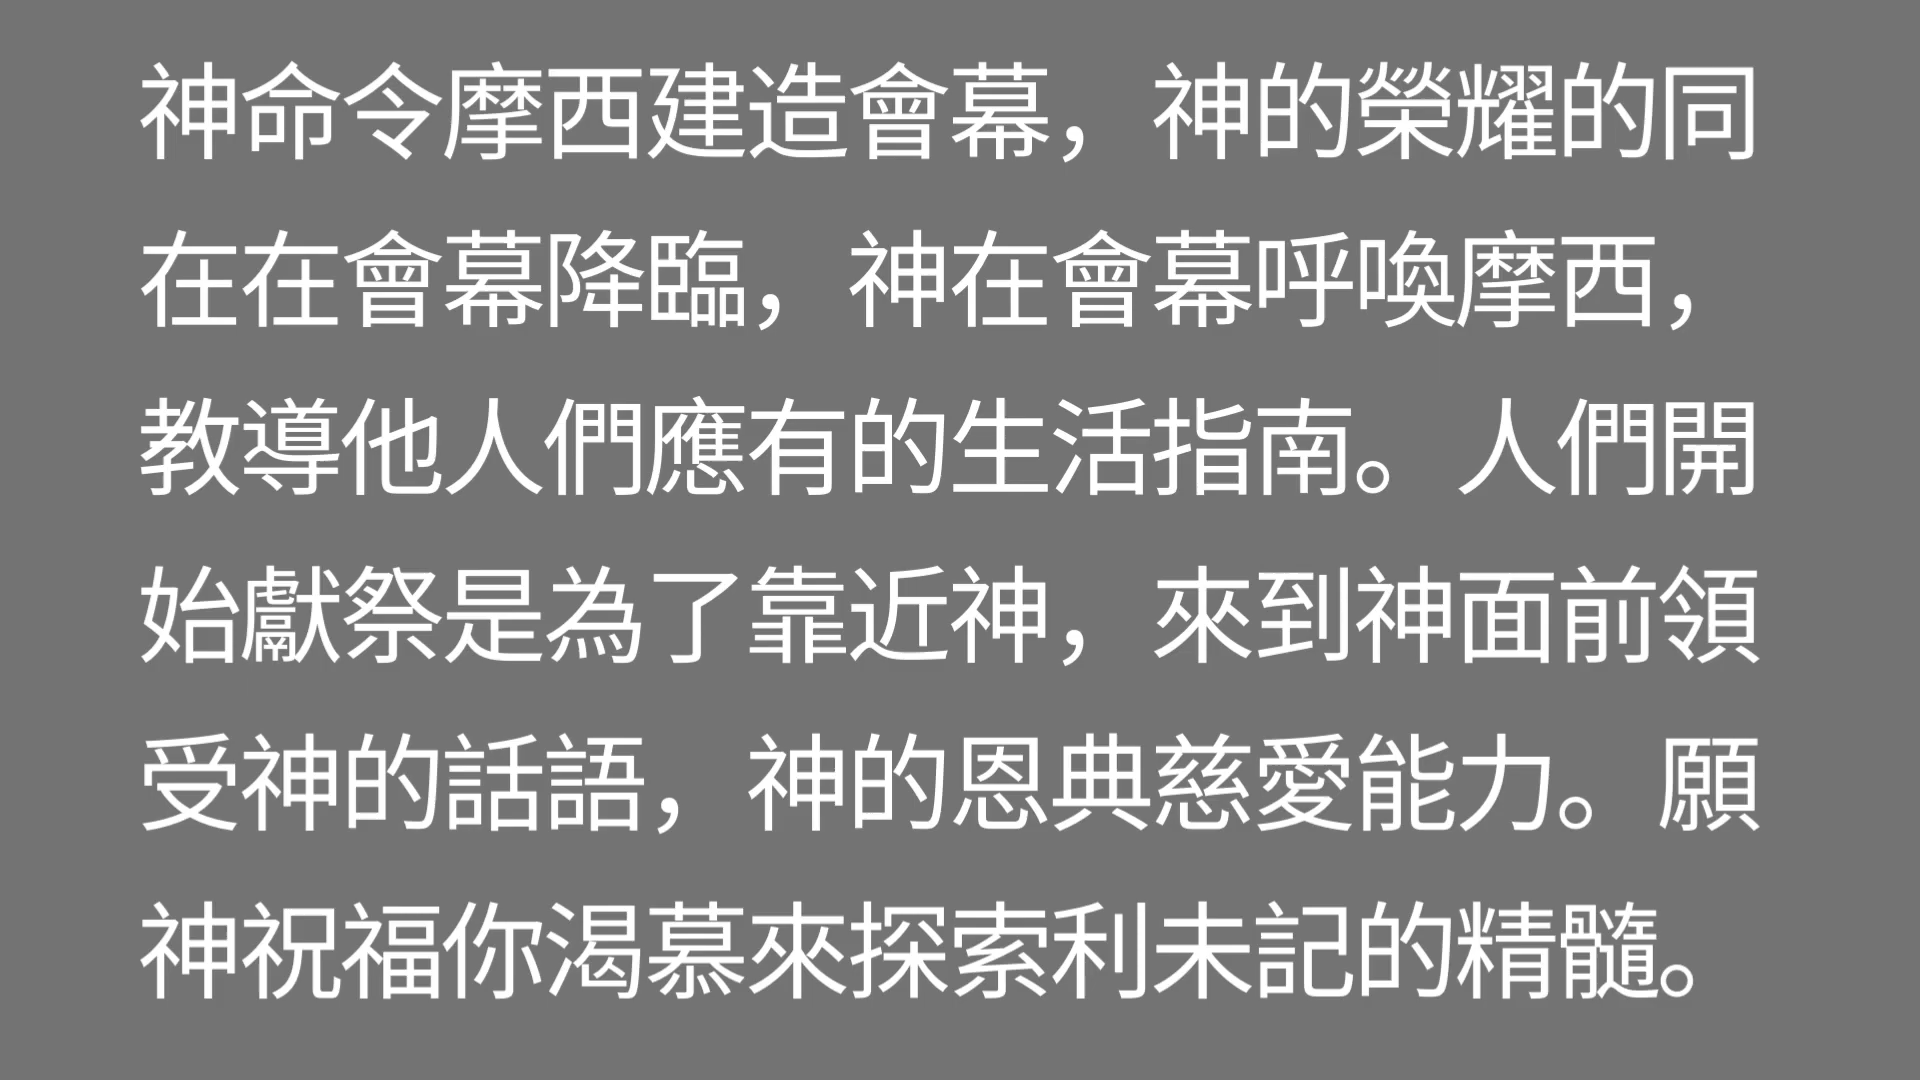 神命令摩西建造會幕，神的榮耀的同
在在會幕降臨，神在會幕呼喚摩西，
教導他人們應有的生活指南。人們開
始獻祭是為了靠近神，來到神面前領
受神的話語，神的恩典慈愛能力。願
神祝福你渴慕來探索利未記的精髓。